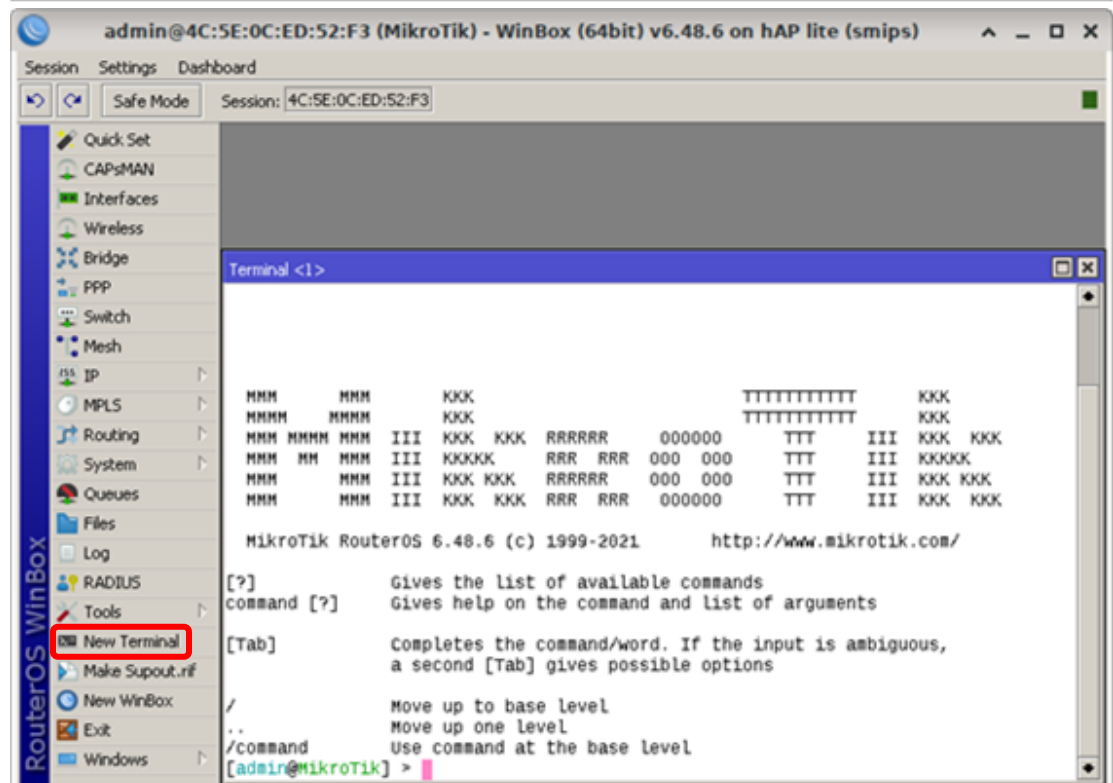 admin@4C:5E:0C:ED:52:F3 (MikroTik) - WinBox (64bit) v6.48.6 on hAP lite (smips)
Session Settings Dashboard
Safe Mode Session: 4C:5E:0C:ED:52:F3
Quick Set
CAPsMAN
Interfaces
Wireless
Bridge
PPP
Switch
Mesh
IP
MPLS
Routing
System
Queues
Files
Log
RADIUS
Tools
New Terminal
Make Supout.rif
New WinBox
Exit
Windows
RouterOS WinBox
Terminal <1>
MMM MMM KKK TTTTTTTTTTT KKK
MMMM MMMM KKK TTTTTTTTTTT KKK
MMM MMMM MMM III KKK KKK RRRRRR OOOOOO TTT III KKK KKK
MMM MM MMM III KKKKK RRR RRR OOO OOO TTT III KKKKK
MMM MMM III KKK KKK RRRRRR OOO OOO TTT III KKK KKK
MMM MMM III KKK KKK RRR RRR OOOOOO TTT III KKK KKK
MikroTik RouterOS 6.48.6 (c) 1999-2021 http://www.mikrotik.com/
[?] Gives the list of available commands
command [?] Gives help on the command and list of arguments
[Tab] Completes the command/word. If the input is ambiguous,
a second [Tab] gives possible options
/ Move up to base level
.. Move up one level
/command Use command at the base level
[admin@MikroTik] >